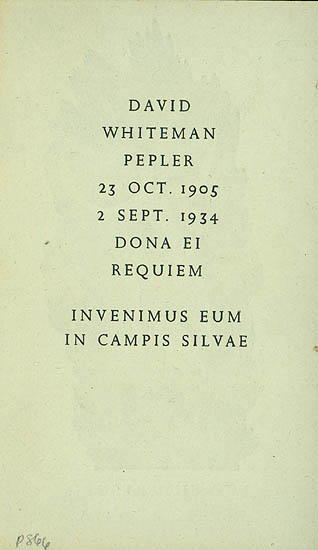 DAVID
WHITEMAN
PEPLER
23 OCT. 1905
2 SEPT. 1934
DONA EI
REQUIEM
INVENIMUS EUM
IN CAMPIS SILVAE
P866